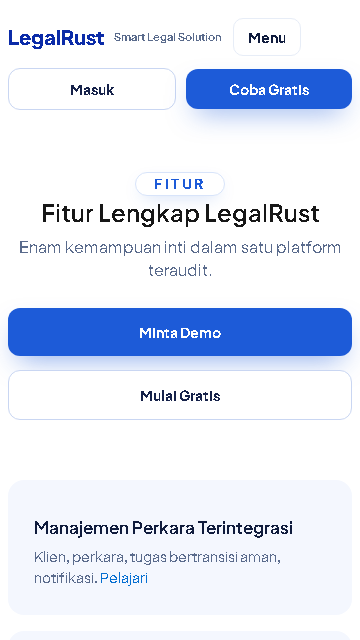 LegalRust Smart Legal Solution Menu
Masuk Coba Gratis
FITUR
Fitur Lengkap LegalRust
Enam kemampuan inti dalam satu platform
teraudit.
Minta Demo
Mulai Gratis
Manajemen Perkara Terintegrasi
Klien, perkara, tugas bertransisi aman,
notifikasi. Pelajari